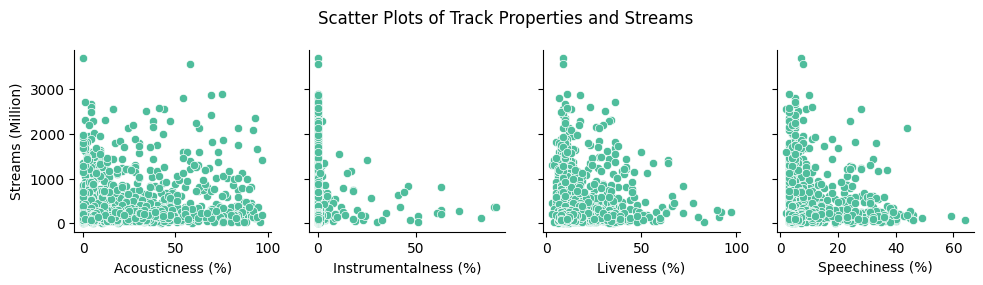 Scatter Plots of Track Properties and Streams
Streams (Million)
3000
2000
1000
0
0 50 100
Acousticness (%)
0 50
Instrumentalness (%)
0 50 100
Liveness (%)
0 20 40 60
Speechiness (%)